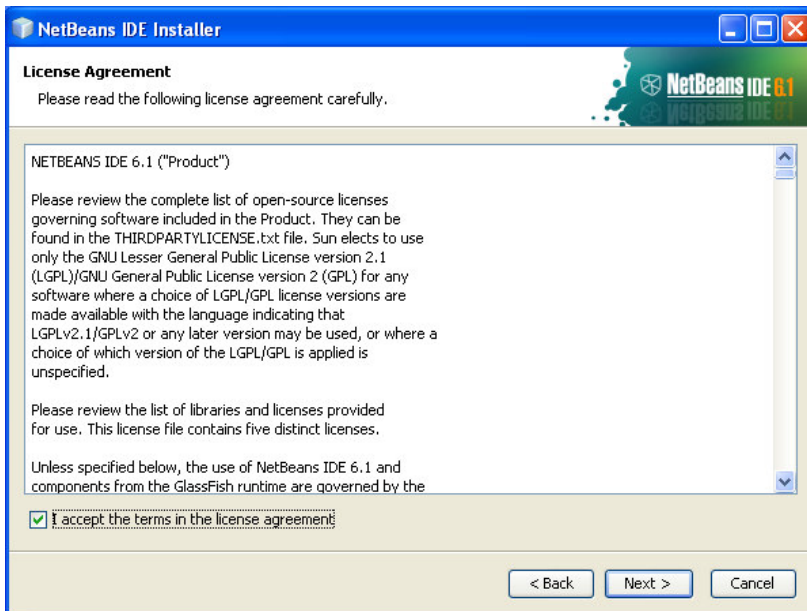 NetBeans IDE Installer
License Agreement
Please read the following license agreement carefully.
NetBeans IDE 6.1
NETBEANS IDE 6.1 ("Product")
Please review the complete list of open-source licenses
governing software included in the Product. They can be
found in the THIRDPARTYLICENSE.txt file. Sun elects to use
only the GNU Lesser General Public License version 2.1
(LGPL)/GNU General Public License version 2 (GPL) for any
software where a choice of LGPL/GPL license versions are
made available with the language indicating that
LGPLv2.1/GPLv2 or any later version may be used, or where a
choice of which version of the LGPL/GPL is applied is
unspecified.
Please review the list of libraries and licenses provided
for use. This license file contains five distinct licenses.
Unless specified below, the use of NetBeans IDE 6.1 and
components from the GlassFish runtime are governed by the
I accept the terms in the license agreement
< Back
Next >
Cancel